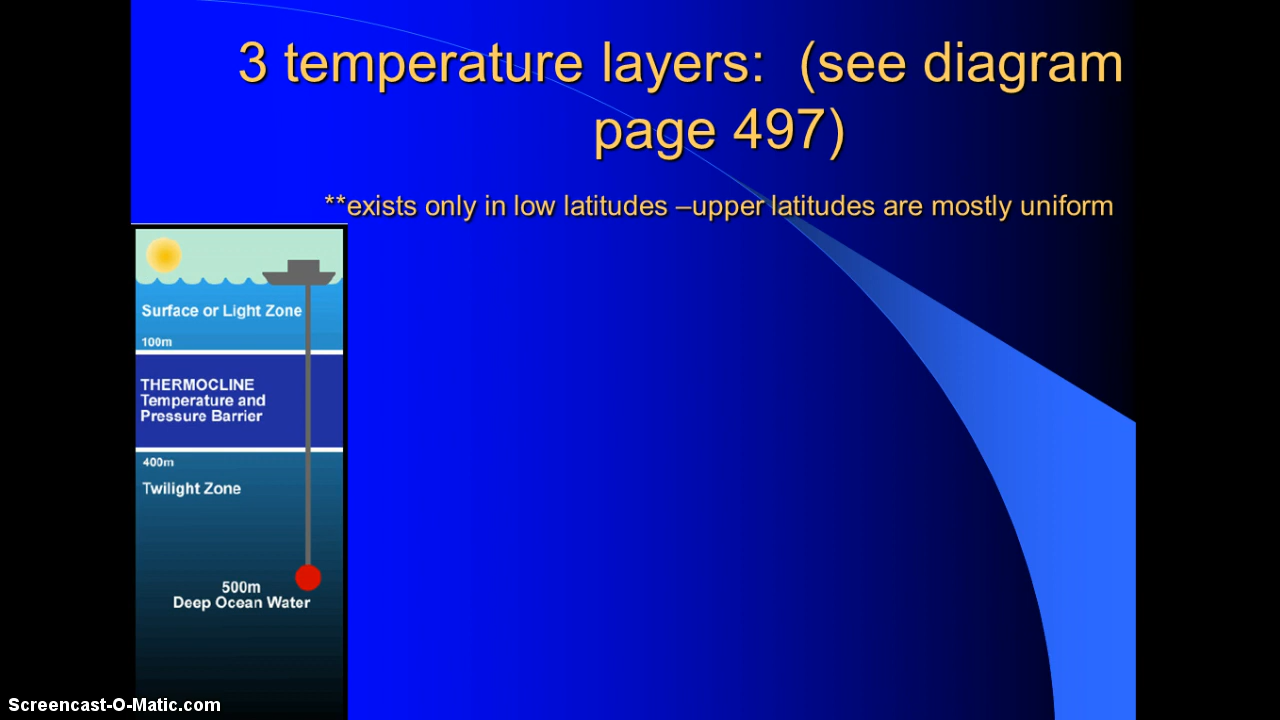 3 temperature layers: (see diagram
page 497)
**exists only in low latitudes –upper latitudes are mostly uniform
Surface or Light Zone
100m
THERMOCLINE
Temperature and
Pressure Barrier
400m
Twilight Zone
500m
Deep Ocean Water
Screencast-O-Matic.com